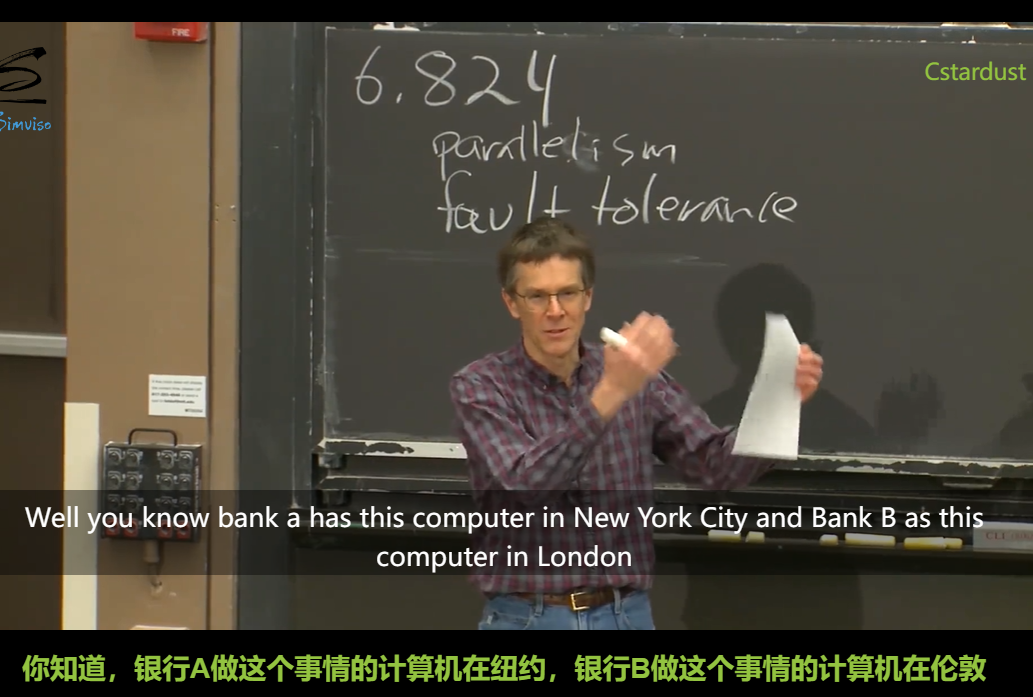 FIRE
6.824
Cstardust
Simviso
parallelism
fault tolerance
Well you know bank a has this computer in New York City and Bank B as this
computer in London
你知道，银行A做这个事情的计算机在纽约，银行B做这个事情的计算机在伦敦